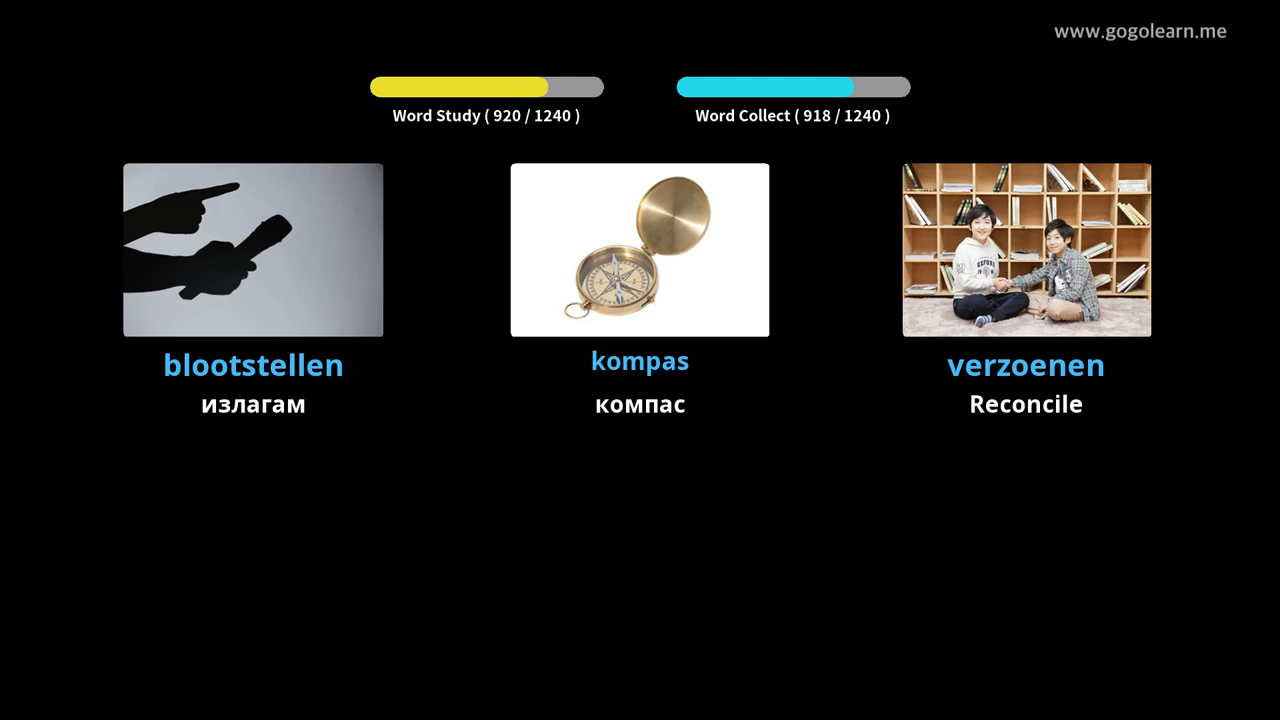 www.gogolearn.me
Word Study ( 920 / 1240 )
Word Collect ( 918 / 1240 )
blootstellen
излагам
kompas
компас
verzoenen
Reconcile